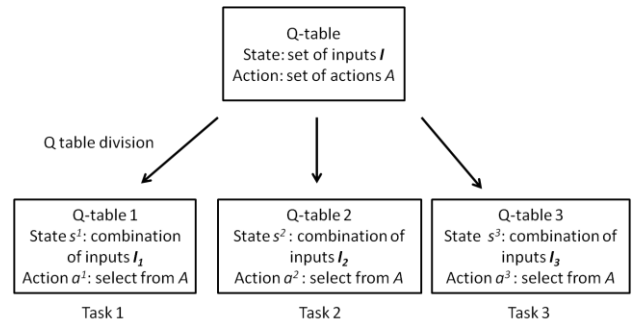 Q-table
State: set of inputs I
Action: set of actions A
Q table division
Q-table 1
State s¹: combination
of inputs I₁
Action a¹: select from A
Q-table 2
State s² : combination of
inputs I₂
Action a² : select from A
Q-table 3
State s³: combination of
inputs I₃
Action a³ : select from A
Task 1
Task 2
Task 3